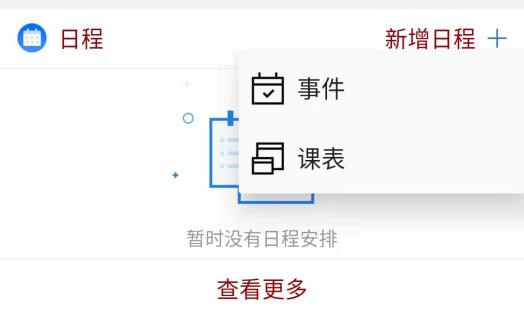 日程
新增日程
事件
课表
暂时没有日程安排
查看更多